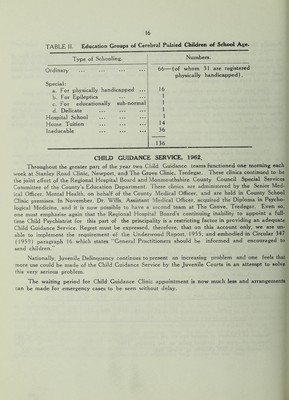 16
TABLE II. Education Groups of Cerebral Palsied Children of School Age.
Type of Schooling. Numbers.
Ordinary ... ... ... ... ... 66—(of whom 31 are registered
physically handicapped).
Special:
a. For physically handicapped ... 16
b. For Epileptics ... ... ... 1
c. For educationally sub-normal 1
d. Delicate ... ... ... 1
Hospital School ... ... ... 1
Home Tuition ... ... ... 14
Ineducable ... ... ... 36
136
CHILD GUIDANCE SERVICE, 1962.
Throughout the greater part of the year two Child Guidance teams functioned one morning each
week at Stanley Road Clinic, Newport, and The Grove Clinic, Tredegar. These clinics continued to be
the joint effort of the Regional Hospital Board and Monmouthshire County Council Special Services
Committee of the County's Education Department. These clinics are administered by the Senior Med-
ical Officer, Mental Health, on behalf of the County Medical Officer, and are held in County School
Clinic premises. In November, Dr. Wills, Assistant Medical Officer, acquired the Diploma in Psycho-
logical Medicine, and it is now possible to have a second team at The Grove, Tredegar. Even so,
one must emphasise again that the Regional Hospital Board's continuing inability to appoint a full-
time Child Psychiatrist for this part of the principality is a restricting factor in providing an adequate
Child Guidance Service. Regret must be expressed, therefore, that on this account only, we are un-
able to implement the requirement of the Underwood Report, 1955, and embodied in Circular 347
(1959) paragraph 16 which states "General Practitioners should be informed and encouraged to
send children."
Nationally, Juvenile Delinquency continues to present an increasing problem and one feels that
more use could be made of the Child Guidance Service by the Juvenile Courts in an attempt to solve
this very serious problem.
The waiting period for Child Guidance Clinic appointment is now much less and arrangements
can be made for emergency cases to be seen without delay.